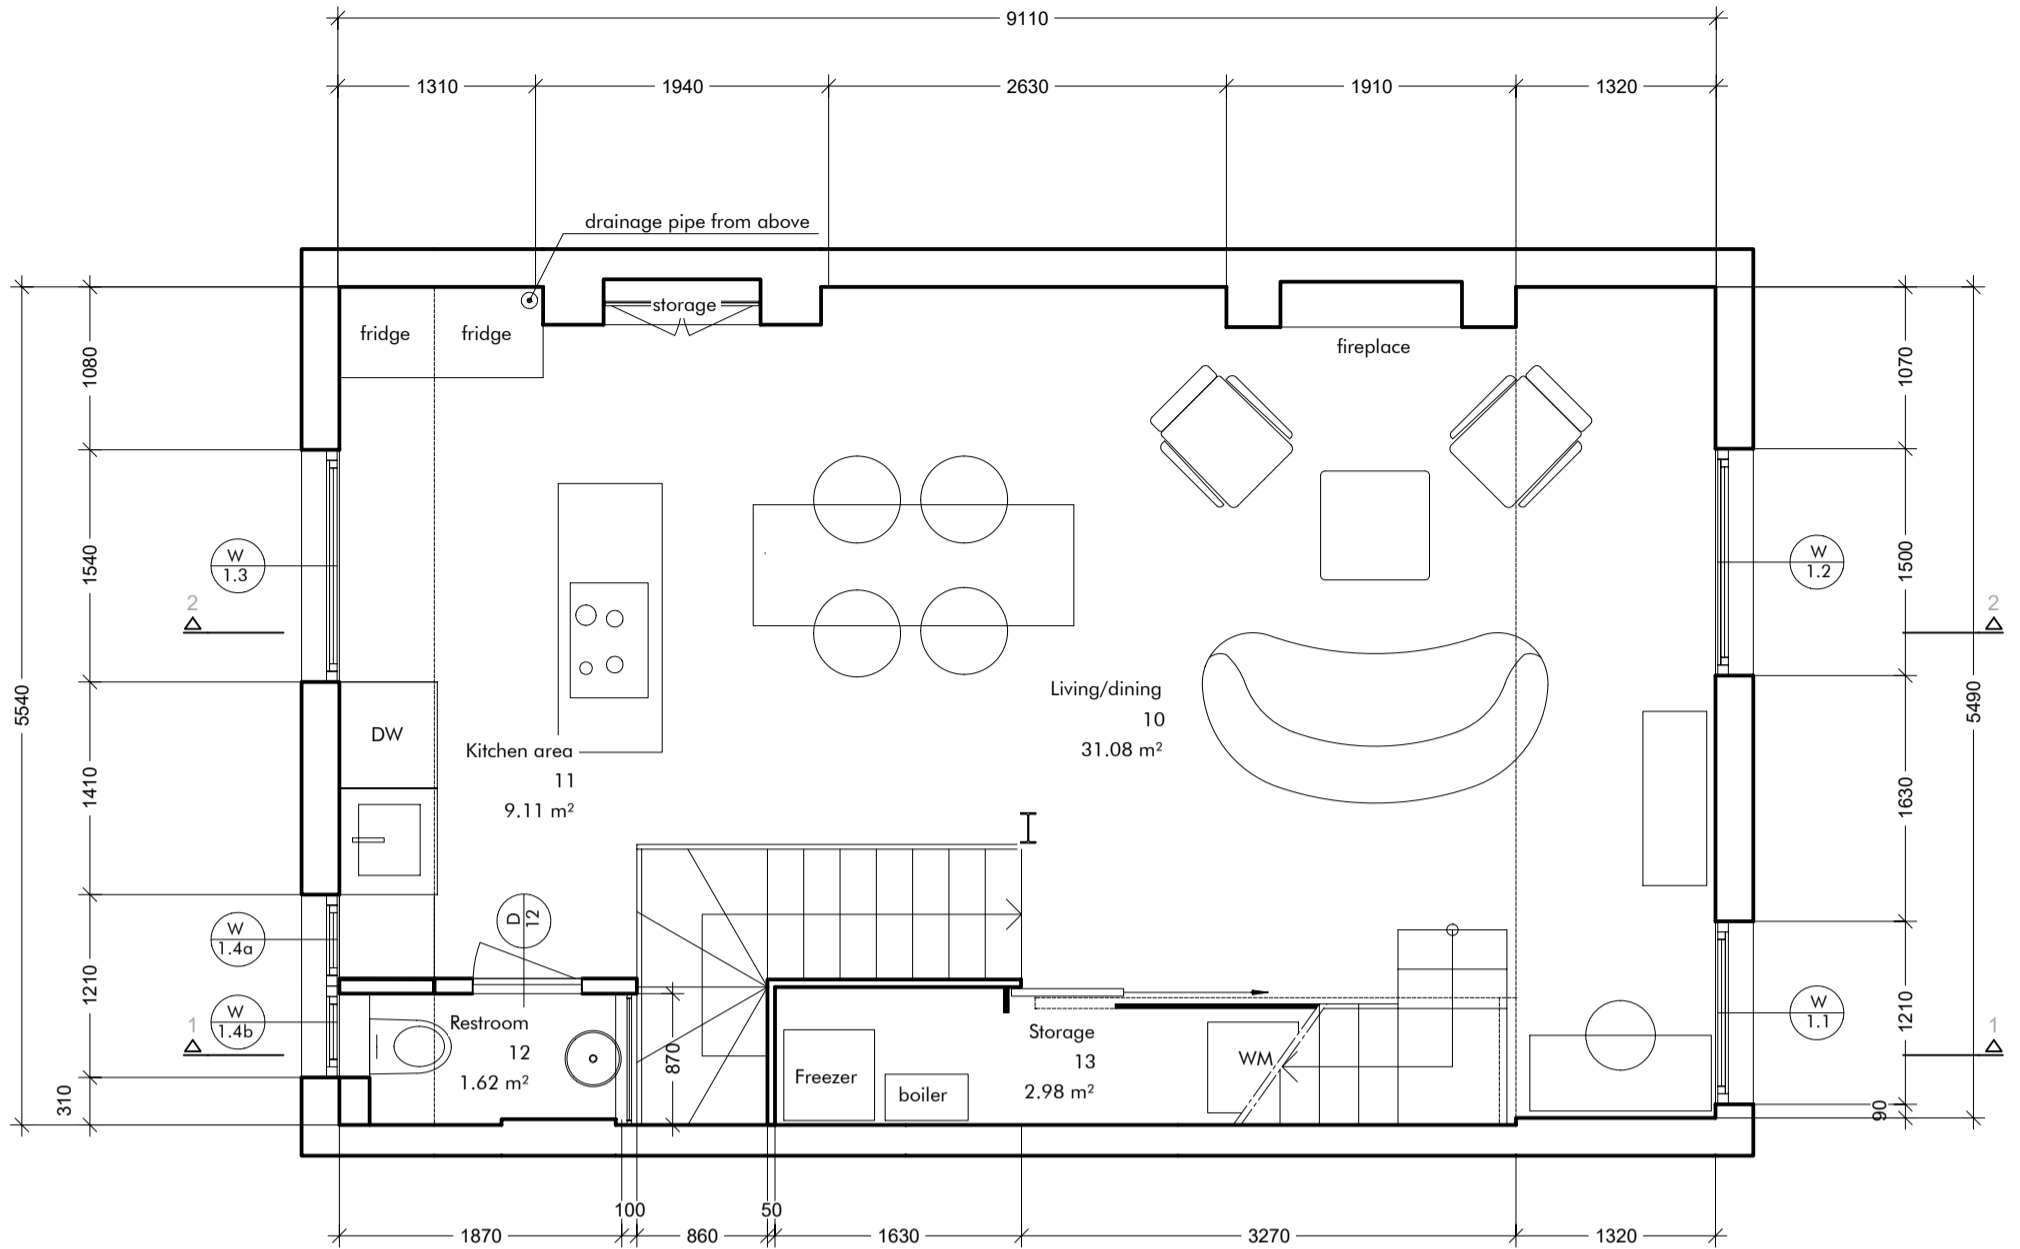 9110
1310
1940
2630
1910
1320
drainage pipe from above
fridge
fridge
storage
fireplace
1080
1540
1410
1210
310
5540
1070
1500
1630
1210
90
5490
W
1.3
W
1.2
2
2
DW
Kitchen area
11
9.11 m²
Living/dining
10
31.08 m²
W
1.4a
D
12
W
1.4b
W
1.1
1
1
Restroom
12
1.62 m²
870
Freezer
boiler
Storage
13
2.98 m²
WM
100
50
1870
860
1630
3270
1320